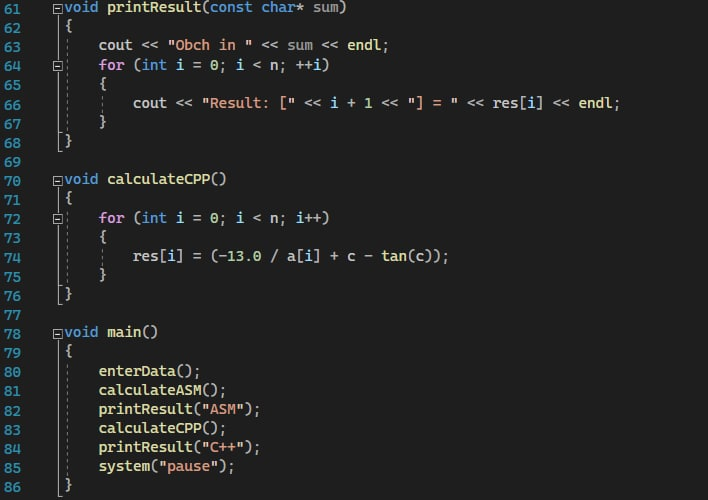 61 void printResult(const char* sum)
62 {
63 cout << "Obch in " << sum << endl;
64 for (int i = 0; i < n; ++i)
65 {
66 cout << "Result: [" << i + 1 << "] = " << res[i] << endl;
67 }
68 }
69
70 void calculateCPP()
71 {
72 for (int i = 0; i < n; i++)
73 {
74 res[i] = (-13.0 / a[i] + c - tan(c));
75 }
76 }
77
78 void main()
79 {
80 enterData();
81 calculateASM();
82 printResult("ASM");
83 calculateCPP();
84 printResult("C++");
85 system("pause");
86 }